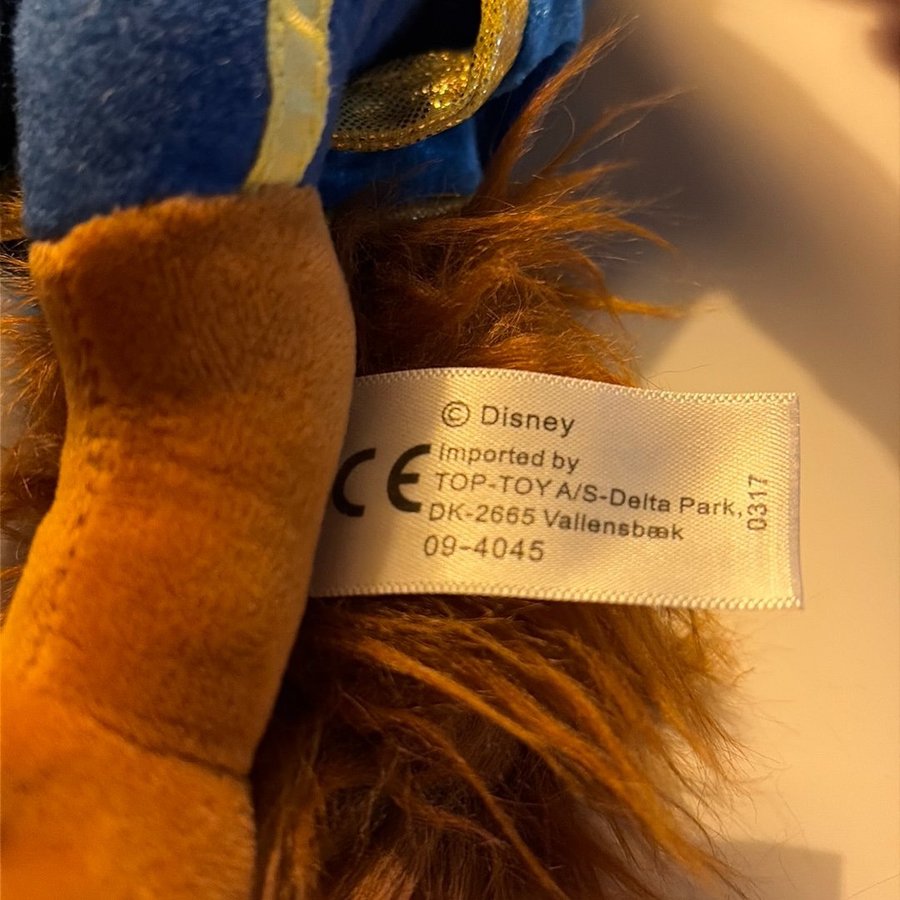 © Disney
CE
Imported by
TOP-TOY A/S-Delta Park,
DK-2665 Vallensbæk
09-4045
0317